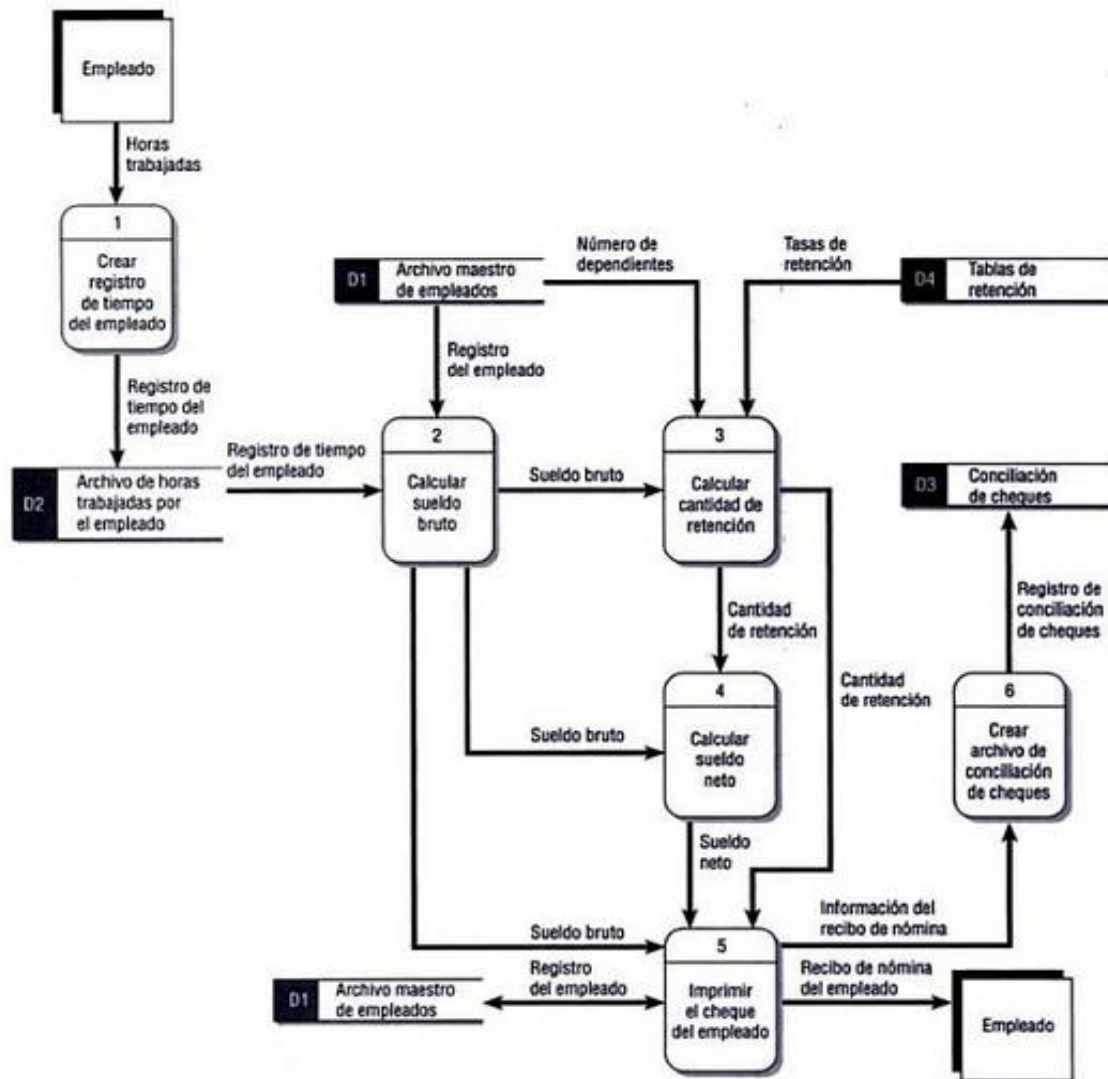 Empleado
Horas
trabajadas
1
Crear
registro
de tiempo
del empleado
Registro de
tiempo del
empleado
D2
Archivo de horas
trabajadas por
el empleado
Registro de tiempo
del empleado
D1
Archivo maestro
de empleados
Registro
del empleado
2
Calcular
sueldo
bruto
Número de
dependientes
Tasas de
retención
D4
Tablas de
retención
Sueldo bruto
3
Calcular
cantidad de
retención
Cantidad
de retención
Cantidad
de retención
Sueldo bruto
4
Calcular
sueldo
neto
Sueldo
neto
D3
Conciliación
de cheques
Registro de
conciliación
de cheques
6
Crear
archivo de
conciliación
de cheques
Sueldo bruto
D1
Archivo maestro
de empleados
Registro
del empleado
5
Imprimir
el cheque
del empleado
Información del
recibo de nómina
Recibo de nómina
del empleado
Empleado